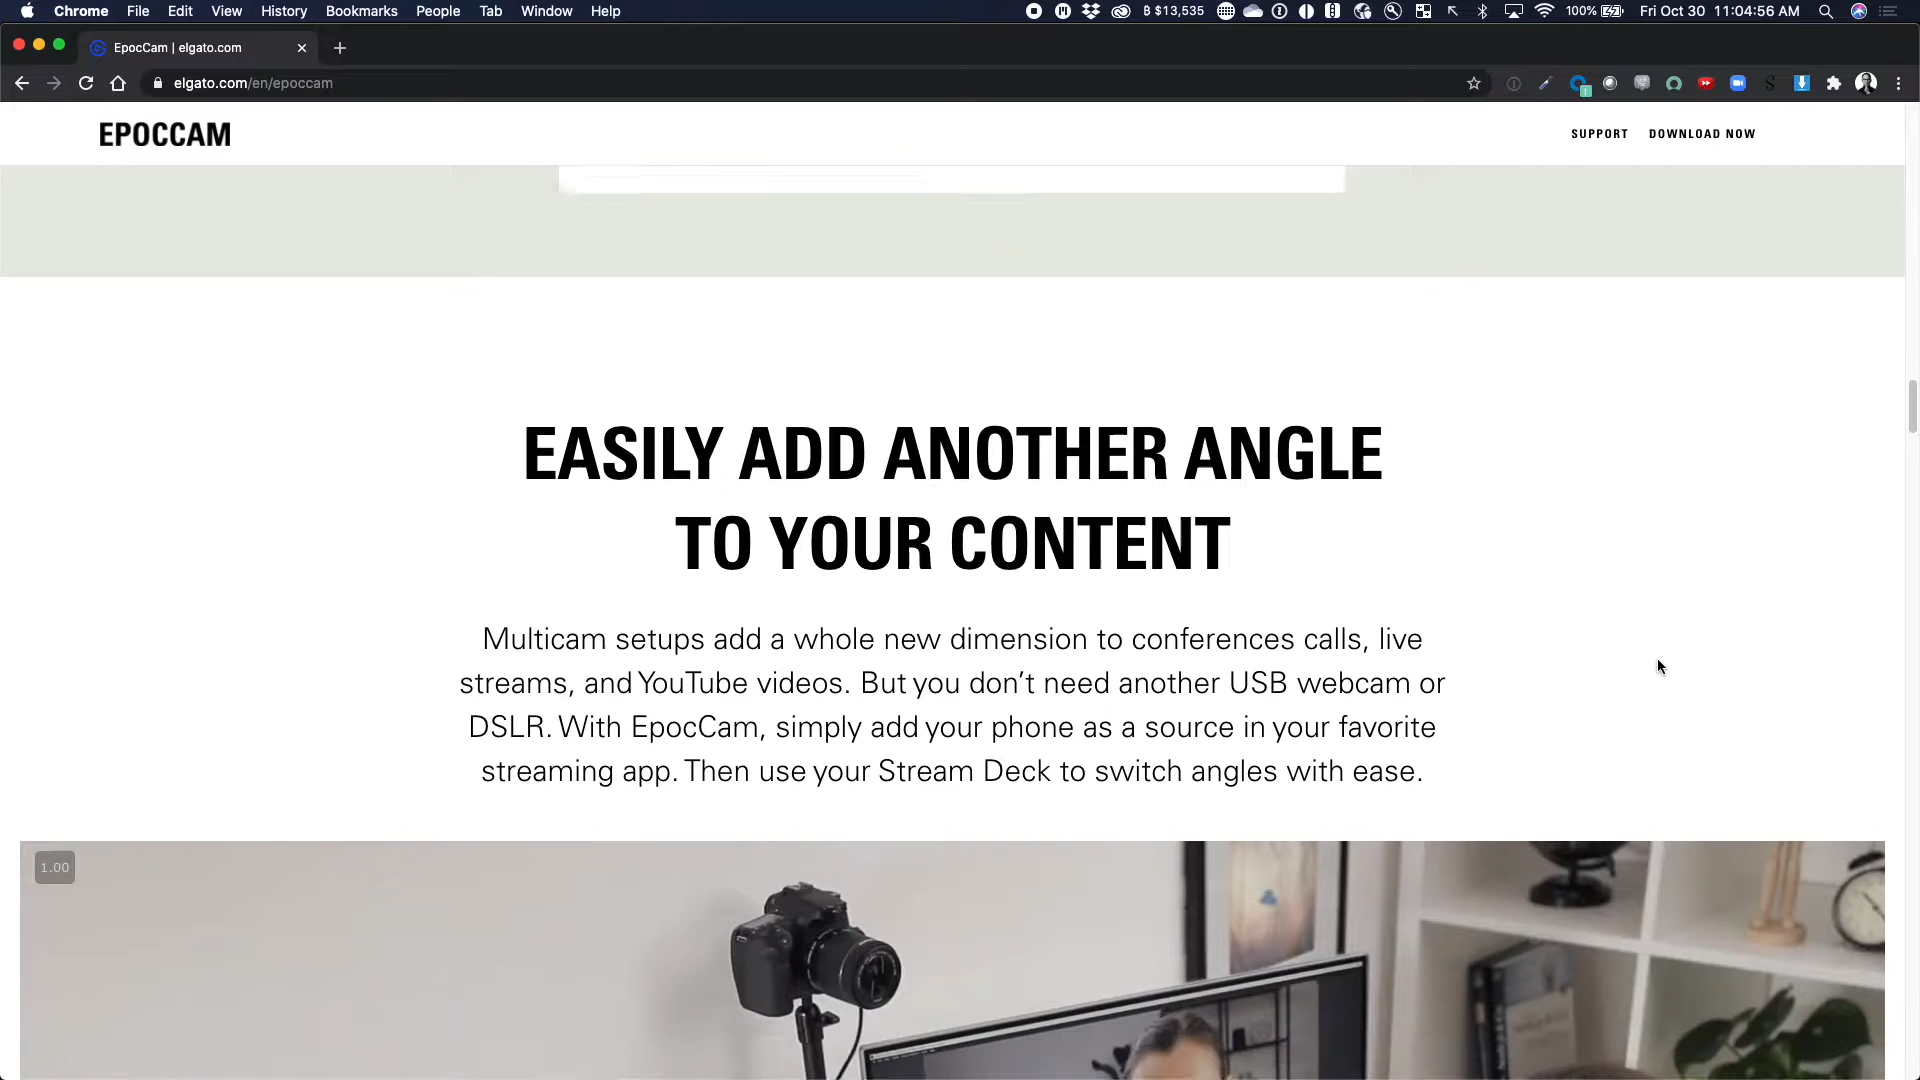 Chrome File Edit View History Bookmarks People Tab Window Help
฿ $13,535
100%
Fri Oct 30 11:04:56 AM
EpocCam | elgato.com
elgato.com/en/epoccam
EPOCCAM
SUPPORT
DOWNLOAD NOW
EASILY ADD ANOTHER ANGLE
TO YOUR CONTENT
Multicam setups add a whole new dimension to conferences calls, live
streams, and YouTube videos. But you don’t need another USB webcam or
DSLR. With EpocCam, simply add your phone as a source in your favorite
streaming app. Then use your Stream Deck to switch angles with ease.
1.00